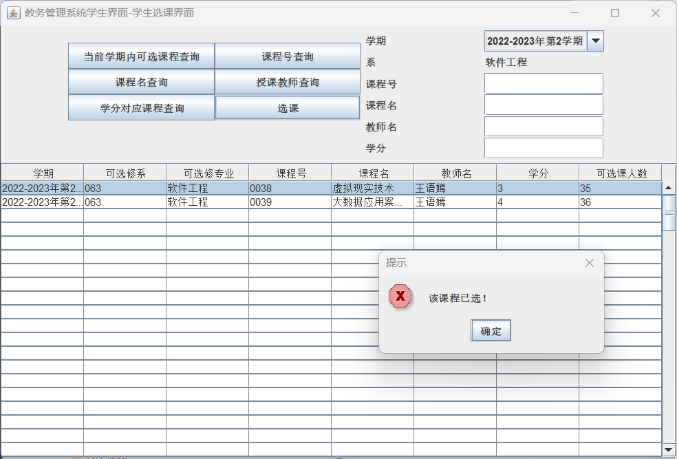 教务管理系统学生界面-学生选课界面
当前学期内可选课程查询 课程号查询
课程名查询 授课教师查询
学分对应课程查询 选课
学期 2022-2023年第2学期
系 软件工程
课程号
课程名
教师名
学分
学期 可选修系 可选修专业 课程号 课程名 教师名 学分 可选课人数
2022-2023年第2... 063 软件工程 0038 虚拟现实技术 王语嫣 3 35
2022-2023年第2... 063 软件工程 0039 大数据应用案... 王语嫣 4 36
提示
该课程已选！
确定